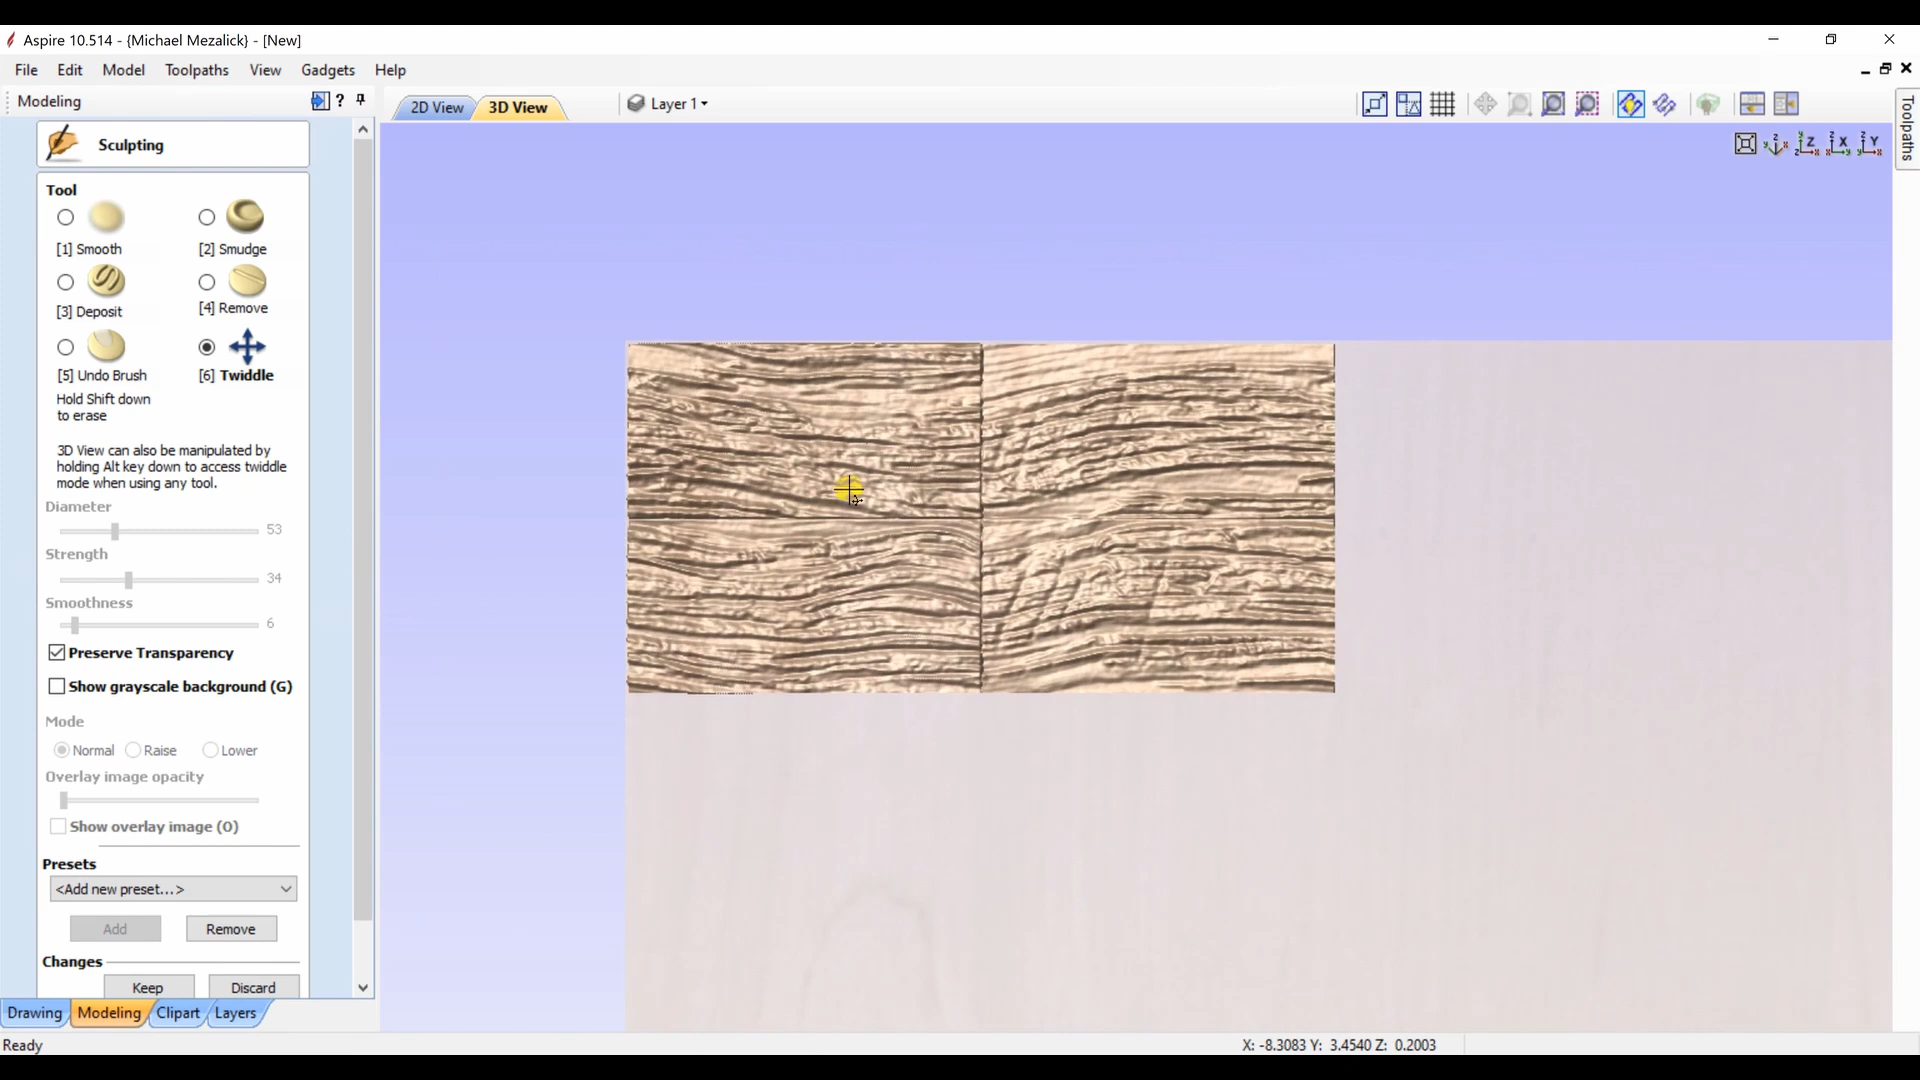 Aspire 10.514 - {Michael Mezalick} - [New]
File Edit Model Toolpaths View Gadgets Help
Modeling
?
2D View 3D View Layer 1
Toolpaths
Sculpting
Tool
[1] Smooth [2] Smudge
[3] Deposit [4] Remove
[5] Undo Brush [6] Twiddle
Hold Shift down
to erase
3D View can also be manipulated by
holding Alt key down to access twiddle
mode when using any tool.
Diameter
53
Strength
34
Smoothness
6
Preserve Transparency
Show grayscale background (G)
Mode
Normal Raise Lower
Overlay image opacity
Show overlay image (O)
Presets
<Add new preset...>
Add Remove
Changes
Keep Discard
Drawing Modeling Clipart Layers
Ready X: -8.3083 Y: 3.4540 Z: 0.2003